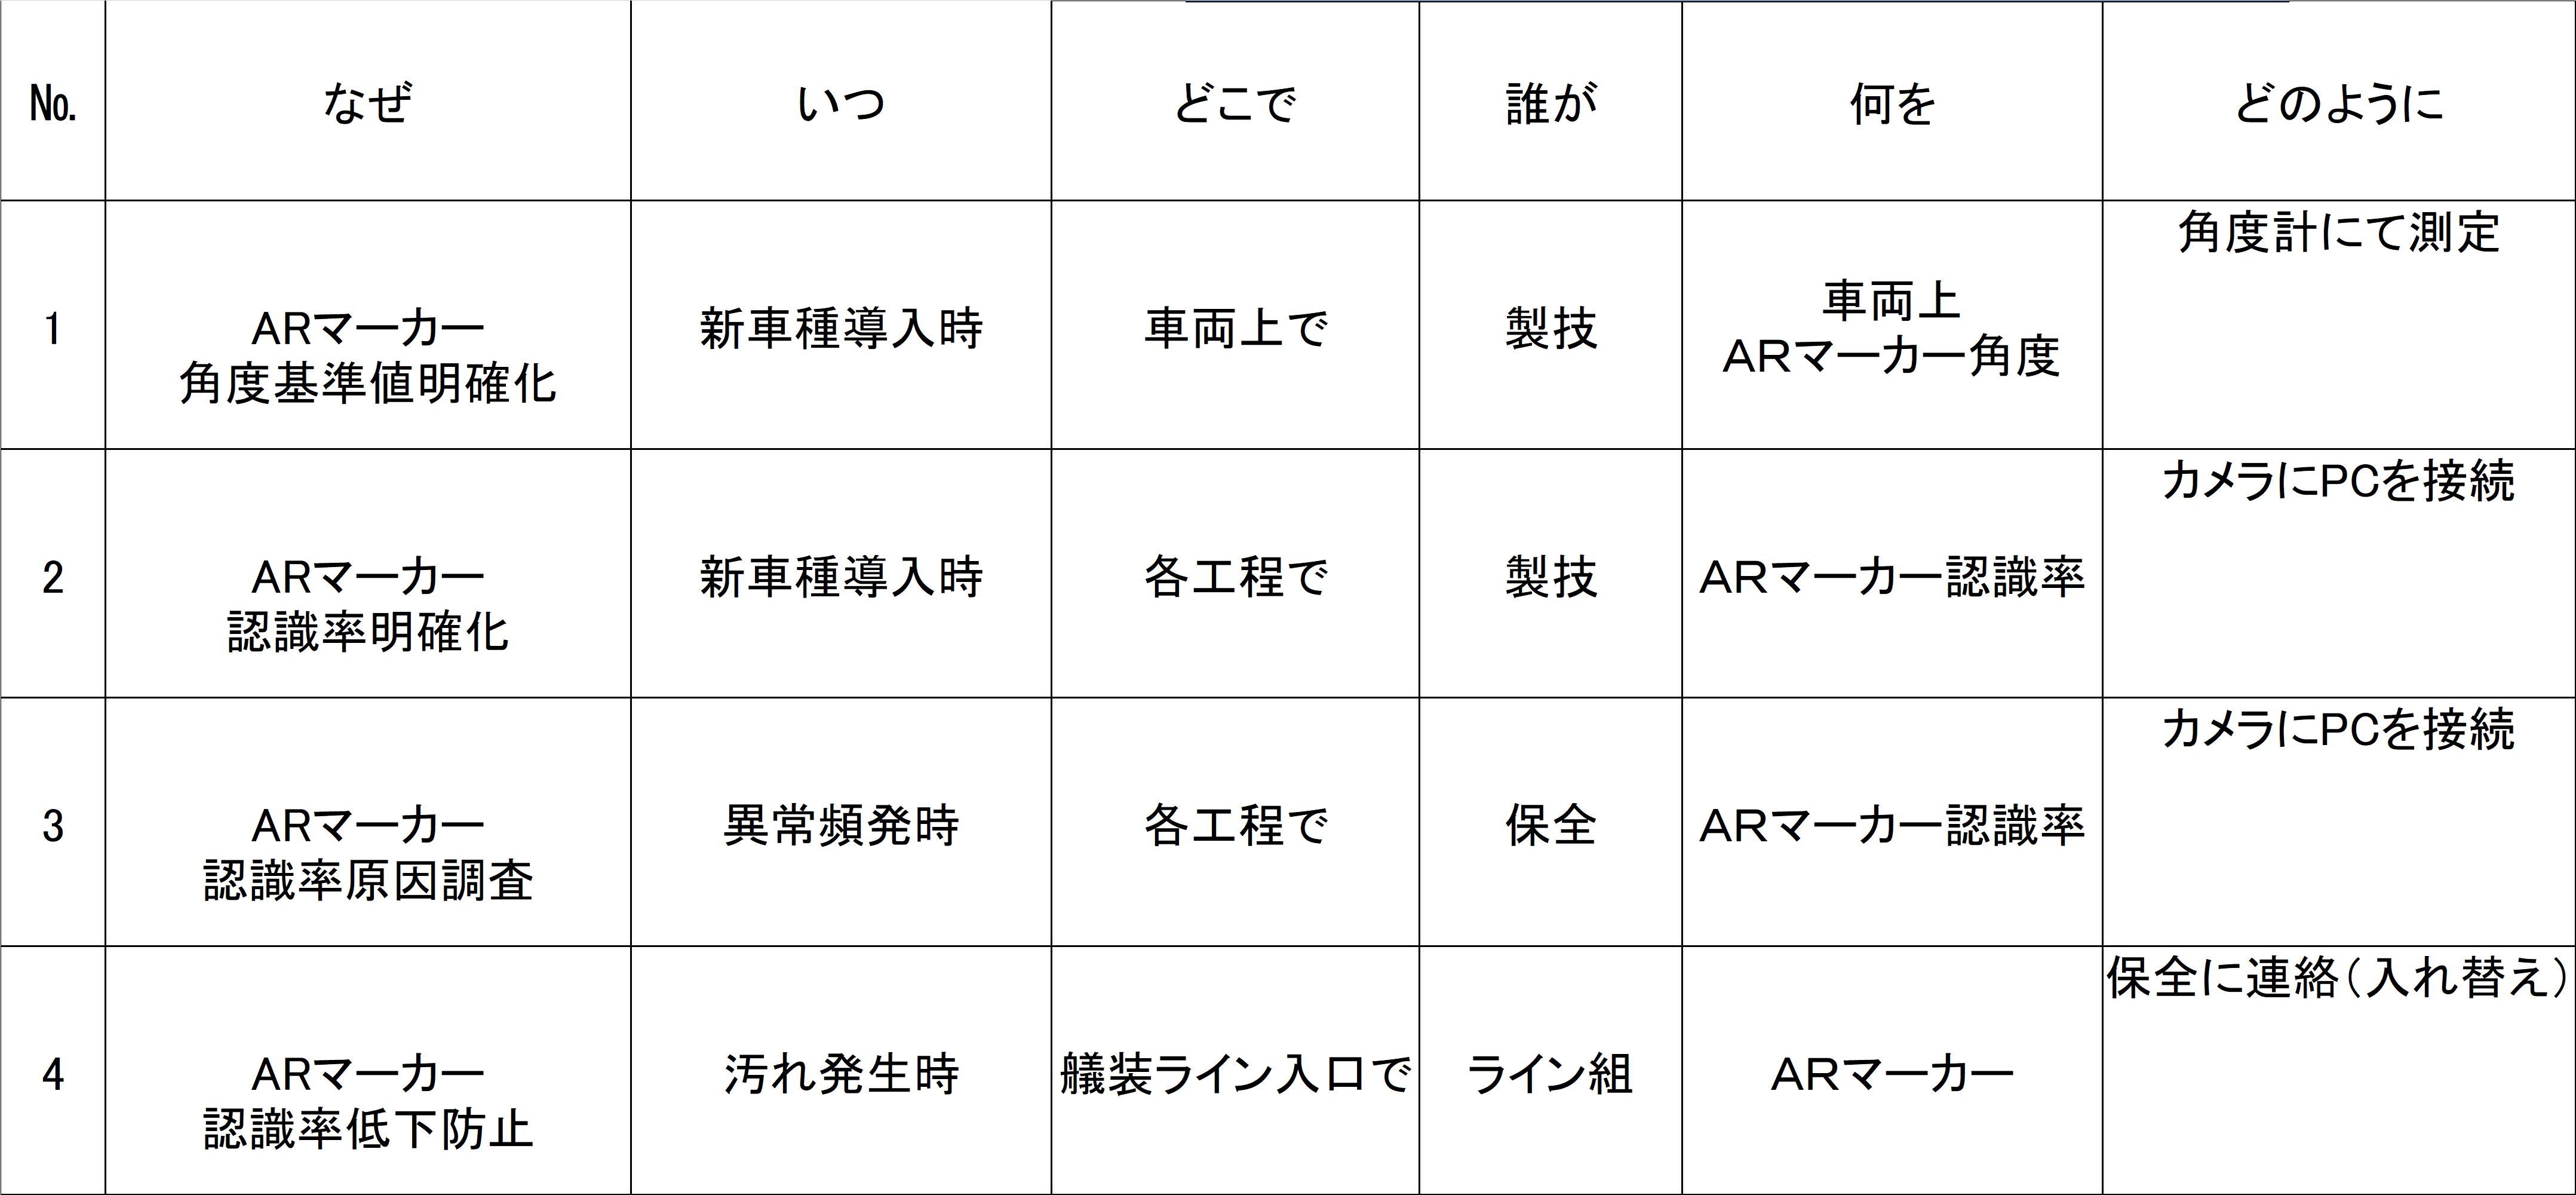 № なぜ いつ どこで 誰が 何を どのように
1
ARマーカー
角度基準値明確化
新車種導入時
車両上で
製技
車両上
ARマーカー角度
角度計にて測定
2
ARマーカー
認識率明確化
新車種導入時
各工程で
製技
ARマーカー認識率
カメラにPCを接続
3
ARマーカー
認識率原因調査
異常頻発時
各工程で
保全
ARマーカー認識率
カメラにPCを接続
4
ARマーカー
認識率低下防止
汚れ発生時
艤装ライン入口で
ライン組
ARマーカー
保全に連絡(入れ替え)